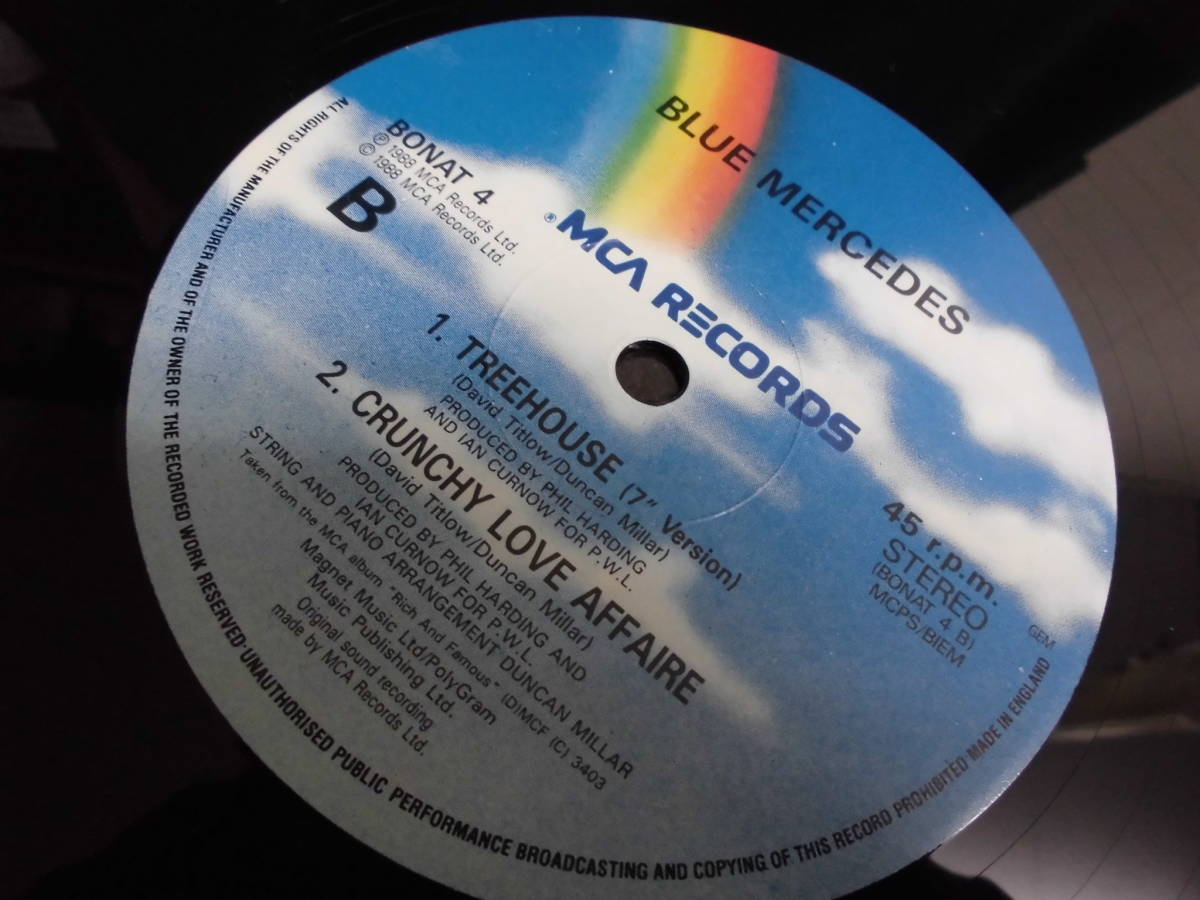 BLUE MERCEDES
® MCA RECORDS
BONAT 4
℗ 1988 MCA Records Ltd.
© 1988 MCA Records Ltd.
B
45 r.p.m.
STEREO
(BONAT 4 B)
MCPS/BIEM
GEM
1. TREEHOUSE (7" Version)
(David Titlow/Duncan Millar)
PRODUCED BY PHIL HARDING
AND IAN CURNOW FOR P.W.L.
2. CRUNCHY LOVE AFFAIRE
(David Titlow/Duncan Millar)
PRODUCED BY PHIL HARDING AND
IAN CURNOW FOR P.W.L.
STRING AND PIANO ARRANGEMENT DUNCAN MILLAR
Taken from the MCA album "Rich And Famous" (D)MCF (C) 3403
Magnet Music Ltd/PolyGram
Music Publishing Ltd.
Original sound recording
made by MCA Records Ltd.
ALL RIGHTS OF THE MANUFACTURER AND OF THE OWNER OF THE RECORDED WORK RESERVED·UNAUTHORISED PUBLIC PERFORMANCE BROADCASTING AND COPYING OF THIS RECORD PROHIBITED MADE IN ENGLAND